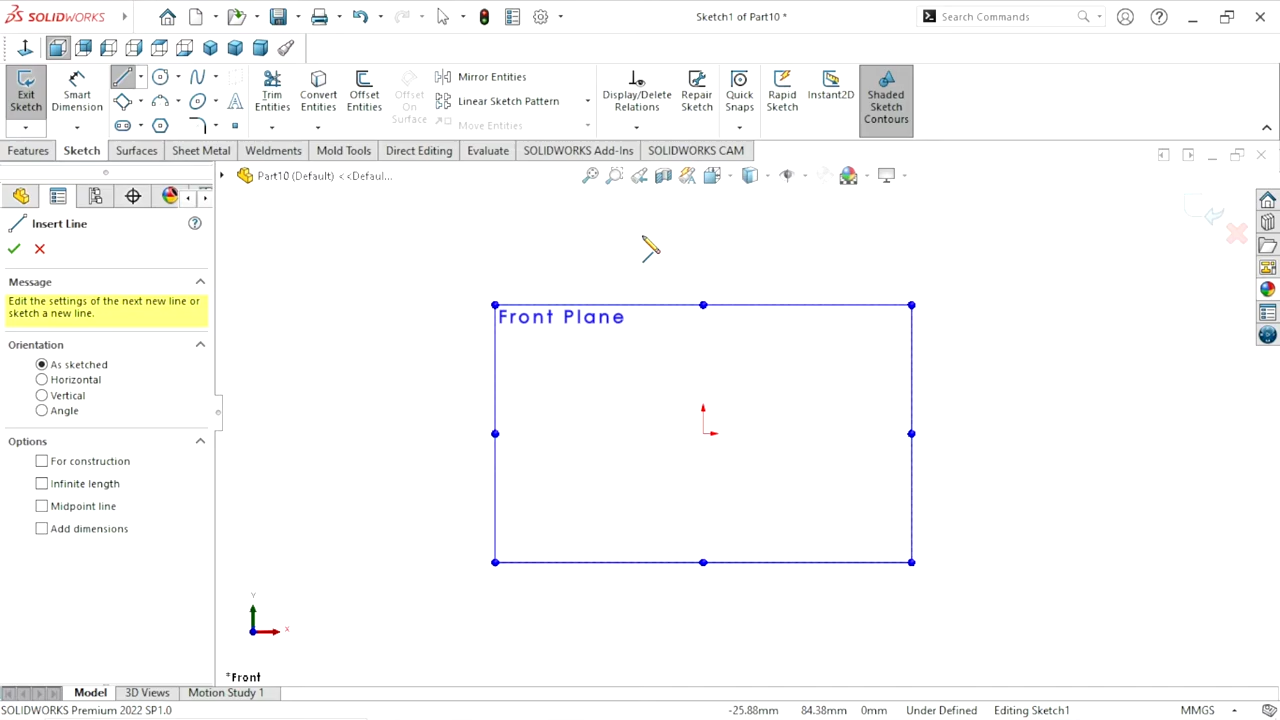 SOLIDWORKS
Sketch1 of Part10 *
Search Commands
Exit Sketch
Smart Dimension
Trim Entities
Convert Entities
Offset Entities
Offset On Surface
Mirror Entities
Linear Sketch Pattern
Move Entities
Display/Delete Relations
Repair Sketch
Quick Snaps
Rapid Sketch
Instant2D
Shaded Sketch Contours
Features
Sketch
Surfaces
Sheet Metal
Weldments
Mold Tools
Direct Editing
Evaluate
SOLIDWORKS Add-Ins
SOLIDWORKS CAM
Part10 (Default) <<Defaul...
Insert Line
Message
Edit the settings of the next new line or
sketch a new line.
Orientation
As sketched
Horizontal
Vertical
Angle
Options
For construction
Infinite length
Midpoint line
Add dimensions
Front Plane
Y
X
*Front
Model
3D Views
Motion Study 1
SOLIDWORKS Premium 2022 SP1.0
-25.88mm
84.38mm
0mm
Under Defined
Editing Sketch1
MMGS